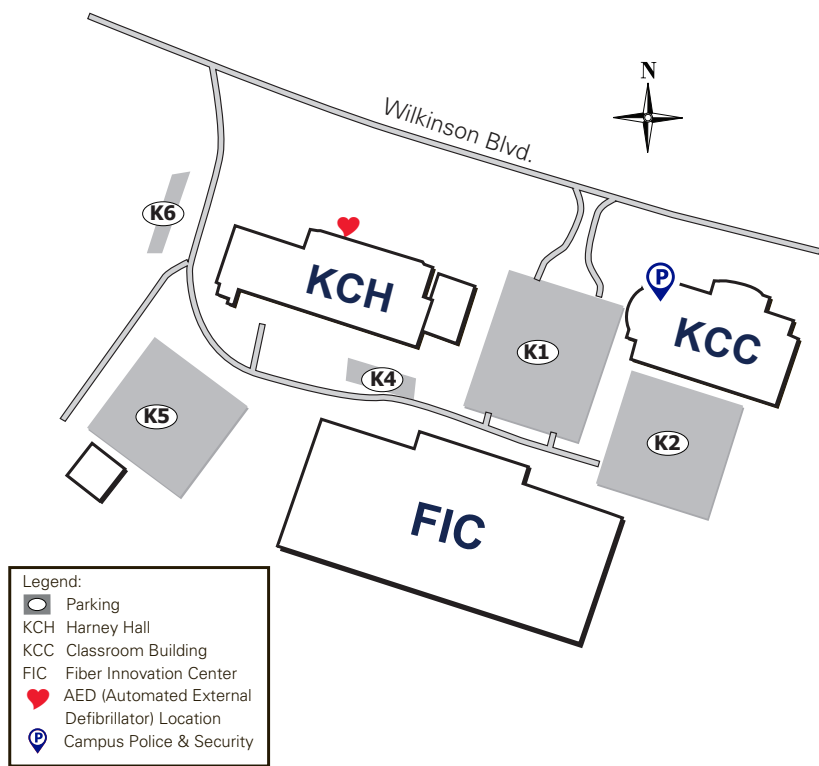 N
Wilkinson Blvd.
K6
KCH
P
KCC
K1
K4
K5
K2
FIC
Legend:
Parking
KCH Harney Hall
KCC Classroom Building
FIC Fiber Innovation Center
AED (Automated External
Defibrillator) Location
P Campus Police & Security